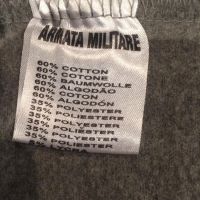 ARMATA MILITARE
60% COTTON
60% COTONE
60% BAUMWOLLE
60% ALGODÃO
60% COTON
60% ALGODÓN
35% POLYESTER
35% POLIESTERE
35% POLYESTER
35% POLIÉSTER
35% POLYESTER
35% POLIÉSTER